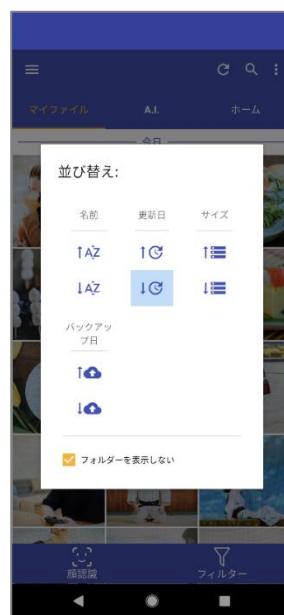 マイファイル A.I. ホーム
今日
並び替え:
名前 更新日 サイズ
AZ
AZ
バックアッ
プ日
フォルダーを表示しない
顔認識 フィルター